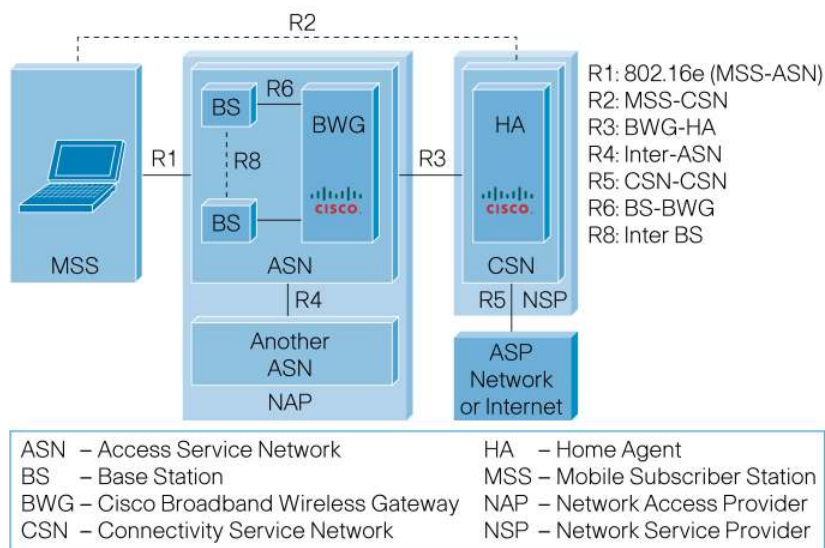 R2
R1
MSS
BS
R6
BWG
R8
CISCO.
BS
ASN
R4
Another
ASN
NAP
R3
HA
CISCO.
CSN
R5
NSP
ASP
Network
or Internet
R1: 802.16e (MSS-ASN)
R2: MSS-CSN
R3: BWG-HA
R4: Inter-ASN
R5: CSN-CSN
R6: BS-BWG
R8: Inter BS
ASN – Access Service Network
BS – Base Station
BWG – Cisco Broadband Wireless Gateway
CSN – Connectivity Service Network
HA – Home Agent
MSS – Mobile Subscriber Station
NAP – Network Access Provider
NSP – Network Service Provider